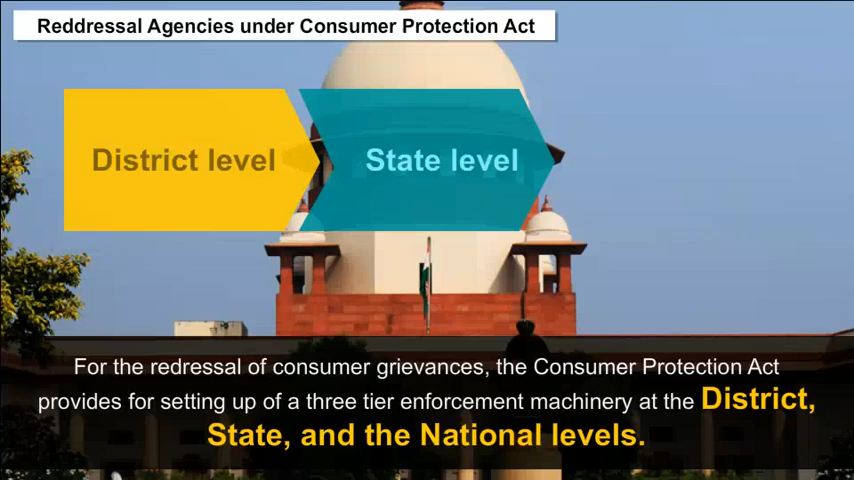 Reddressal Agencies under Consumer Protection Act
District level
State level
For the redressal of consumer grievances, the Consumer Protection Act
provides for setting up of a three tier enforcement machinery at the District,
State, and the National levels.